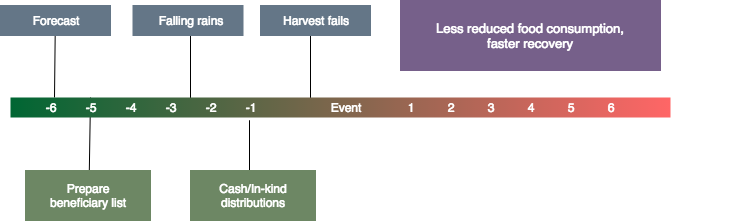 Forecast
Falling rains
Harvest fails
Less reduced food consumption,
faster recovery
-6 -5 -4 -3 -2 -1 Event 1 2 3 4 5 6
Prepare
beneficiary list
Cash/In-kind
distributions